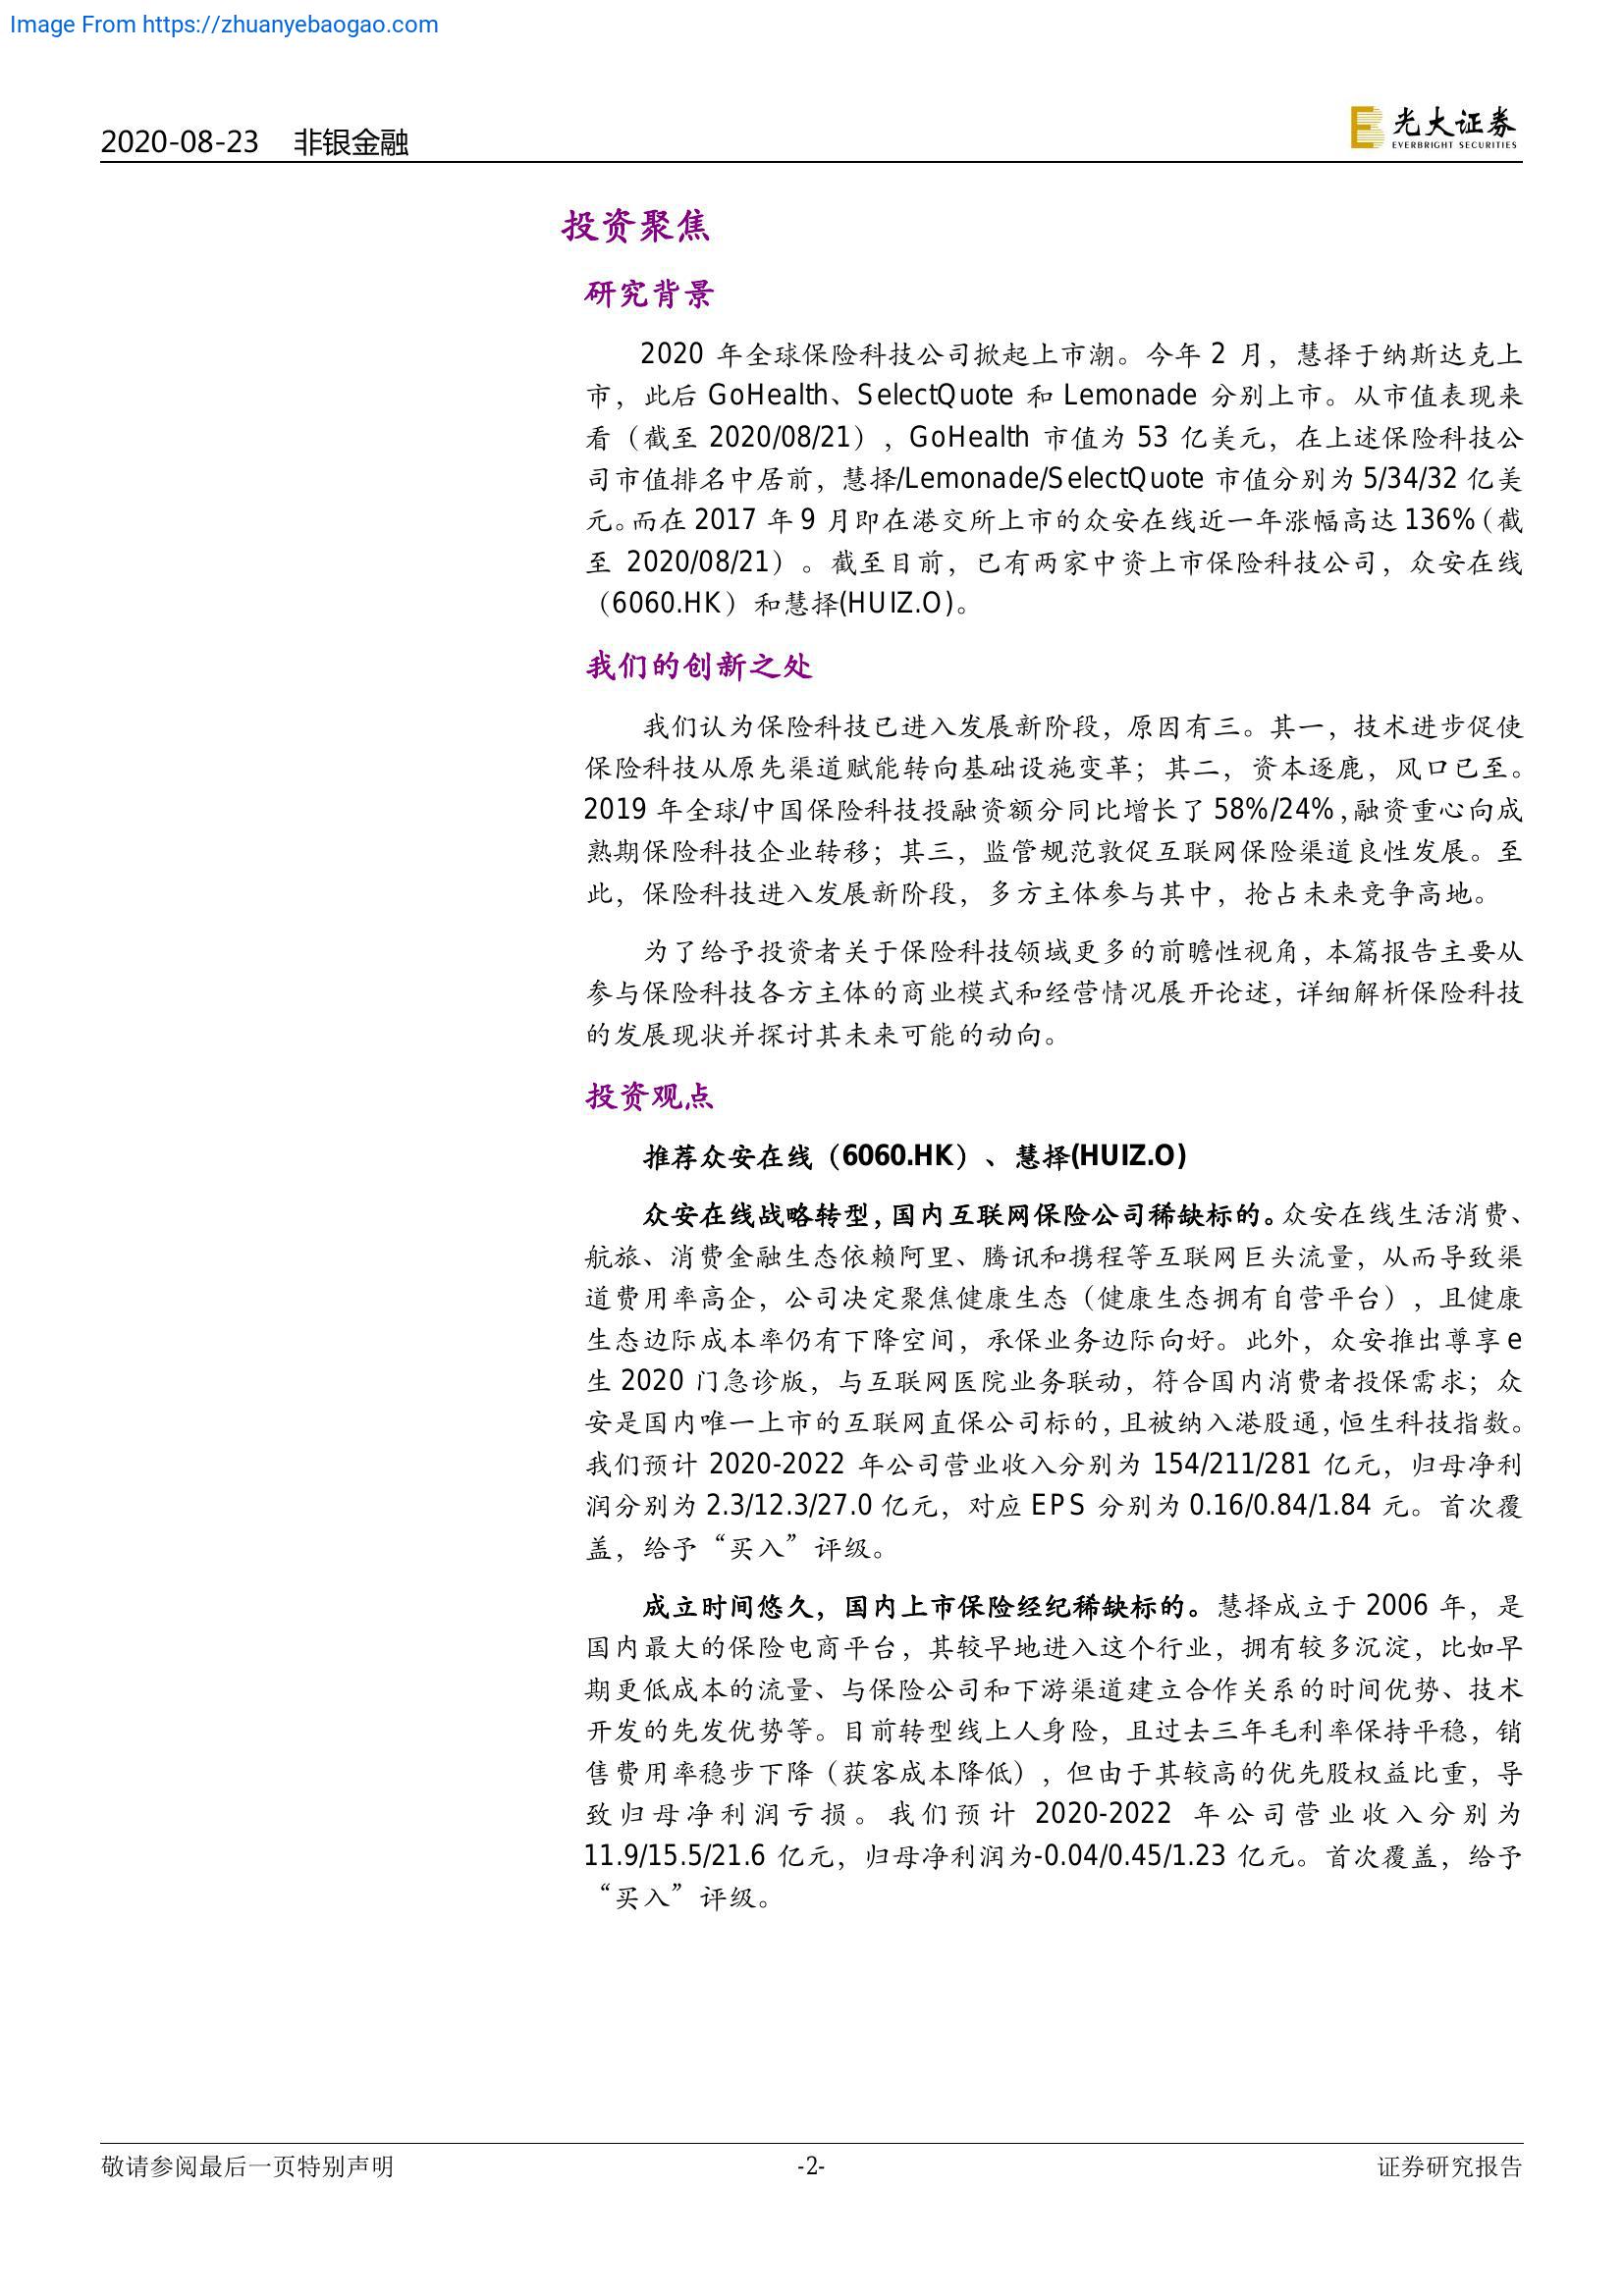 Image From https://zhuanyebaogao.com
2020-08-23 非银金融
光大证券
EVERBRIGHT SECURITIES
投资聚焦
研究背景
2020 年全球保险科技公司掀起上市潮。今年 2 月，慧择于纳斯达克上
市，此后 GoHealth、SelectQuote 和 Lemonade 分别上市。从市值表现来
看（截至 2020/08/21），GoHealth 市值为 53 亿美元，在上述保险科技公
司市值排名中居前，慧择/Lemonade/SelectQuote 市值分别为 5/34/32 亿美
元。而在 2017 年 9 月即在港交所上市的众安在线近一年涨幅高达 136%（截
至 2020/08/21）。截至目前，已有两家中资上市保险科技公司，众安在线
（6060.HK）和慧择(HUIZ.O)。
我们的创新之处
我们认为保险科技已进入发展新阶段，原因有三。其一，技术进步促使
保险科技从原先渠道赋能转向基础设施变革；其二，资本逐鹿，风口已至。
2019 年全球/中国保险科技投融资额分同比增长了 58%/24%，融资重心向成
熟期保险科技企业转移；其三，监管规范敦促互联网保险渠道良性发展。至
此，保险科技进入发展新阶段，多方主体参与其中，抢占未来竞争高地。
为了给予投资者关于保险科技领域更多的前瞻性视角，本篇报告主要从
参与保险科技各方主体的商业模式和经营情况展开论述，详细解析保险科技
的发展现状并探讨其未来可能的动向。
投资观点
推荐众安在线（6060.HK）、慧择(HUIZ.O)
众安在线战略转型，国内互联网保险公司稀缺标的。众安在线生活消费、
航旅、消费金融生态依赖阿里、腾讯和携程等互联网巨头流量，从而导致渠
道费用率高企，公司决定聚焦健康生态（健康生态拥有自营平台），且健康
生态边际成本率仍有下降空间，承保业务边际向好。此外，众安推出尊享 e
生 2020 门急诊版，与互联网医院业务联动，符合国内消费者投保需求；众
安是国内唯一上市的互联网直保公司标的，且被纳入港股通，恒生科技指数。
我们预计 2020-2022 年公司营业收入分别为 154/211/281 亿元，归母净利
润分别为 2.3/12.3/27.0 亿元，对应 EPS 分别为 0.16/0.84/1.84 元。首次覆
盖，给予“买入”评级。
成立时间悠久，国内上市保险经纪稀缺标的。慧择成立于 2006 年，是
国内最大的保险电商平台，其较早地进入这个行业，拥有较多沉淀，比如早
期更低成本的流量、与保险公司和下游渠道建立合作关系的时间优势、技术
开发的先发优势等。目前转型线上人身险，且过去三年毛利率保持平稳，销
售费用率稳步下降（获客成本降低），但由于其较高的优先股权益比重，导
致归母净利润亏损。我们预计 2020-2022 年公司营业收入分别为
11.9/15.5/21.6 亿元，归母净利润为-0.04/0.45/1.23 亿元。首次覆盖，给予
“买入”评级。
敬请参阅最后一页特别声明
-2-
证券研究报告